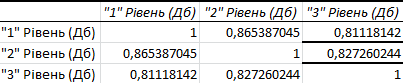 "1" Рівень (Дб) "2" Рівень (Дб) "3" Рівень (Дб)
"1" Рівень (Дб) 1 0,865387045 0,81118142
"2" Рівень (Дб) 0,865387045 1 0,827260244
"3" Рівень (Дб) 0,81118142 0,827260244 1